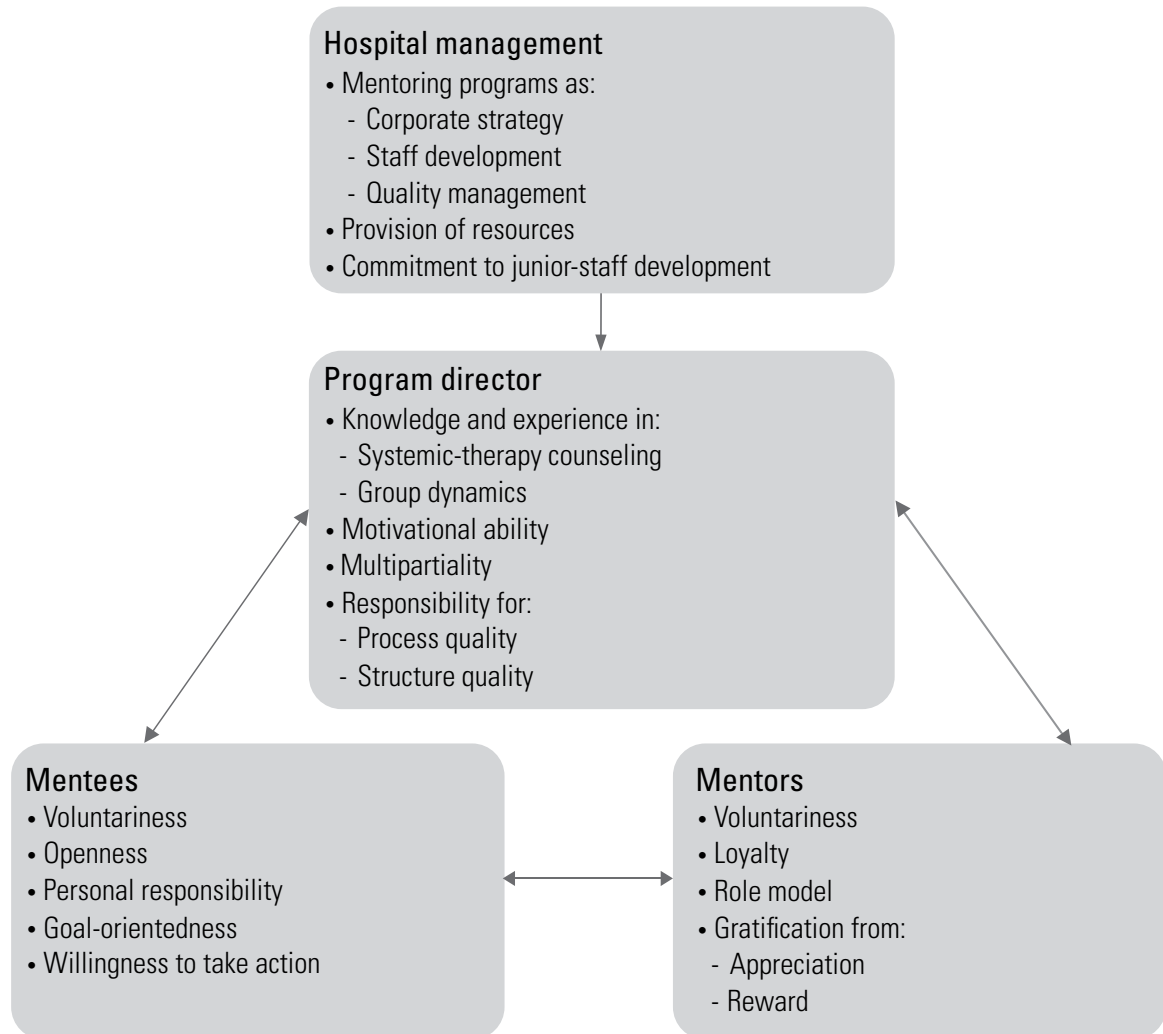 Hospital management
• Mentoring programs as:
- Corporate strategy
- Staff development
- Quality management
• Provision of resources
• Commitment to junior-staff development
Program director
• Knowledge and experience in:
- Systemic-therapy counseling
- Group dynamics
• Motivational ability
• Multipartiality
• Responsibility for:
- Process quality
- Structure quality
Mentees
• Voluntariness
• Openness
• Personal responsibility
• Goal-orientedness
• Willingness to take action
Mentors
• Voluntariness
• Loyalty
• Role model
• Gratification from:
- Appreciation
- Reward